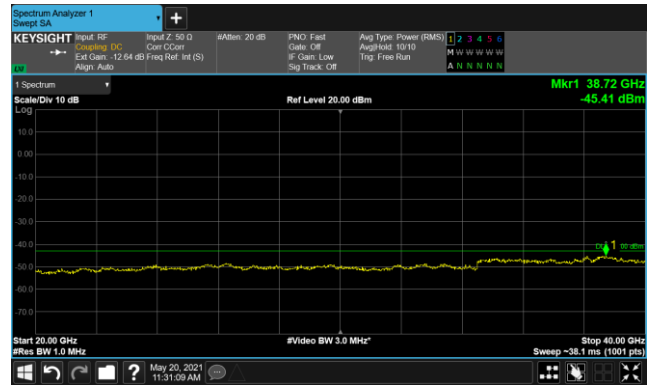 Spectrum Analyzer 1
Swept SA
+
KEYSIGHT Input: RF Input Z: 50 Ω #Atten: 20 dB PNO: Fast Avg Type: Power (RMS) 1 2 3 4 5 6
Coupling: DC Corr CCorr Gate: Off Avg|Hold: 10/10 M W W W W W
Ext Gain: -12.64 dB Freq Ref: Int (S) IF Gain: Low Trig: Free Run
Align: Auto Sig Track: Off A N N N N N
1 Spectrum
Mkr1 38.72 GHz
Scale/Div 10 dB Ref Level 20.00 dBm -45.41 dBm
Log
10.0
0.00
-10.0
-20.0
-30.0
-40.0
1
00 dBm
-50.0
-60.0
-70.0
Start 20.00 GHz #Video BW 3.0 MHz* Stop 40.00 GHz
#Res BW 1.0 MHz Sweep ~38.1 ms (1001 pts)
? May 20, 2021
11:31:09 AM